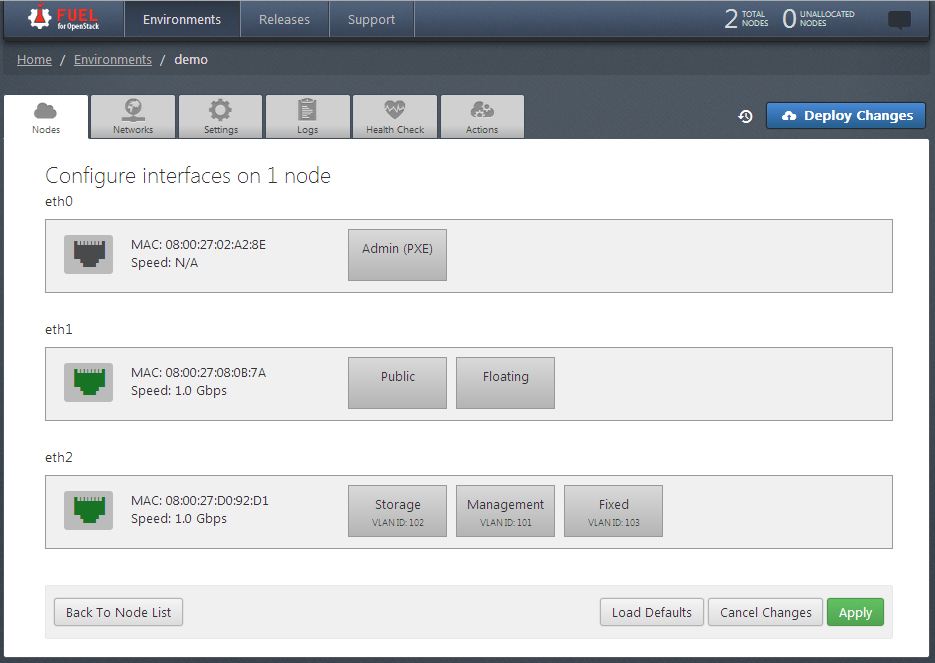 FUEL
for OpenStack
Environments
Releases
Support
2 TOTAL NODES
0 UNALLOCATED NODES
Home / Environments / demo
Nodes
Networks
Settings
Logs
Health Check
Actions
Deploy Changes
Configure interfaces on 1 node
eth0
MAC: 08:00:27:02:A2:8E
Speed: N/A
Admin (PXE)
eth1
MAC: 08:00:27:08:0B:7A
Speed: 1.0 Gbps
Public
Floating
eth2
MAC: 08:00:27:D0:92:D1
Speed: 1.0 Gbps
Storage
VLAN ID: 102
Management
VLAN ID: 101
Fixed
VLAN ID: 103
Back To Node List
Load Defaults
Cancel Changes
Apply